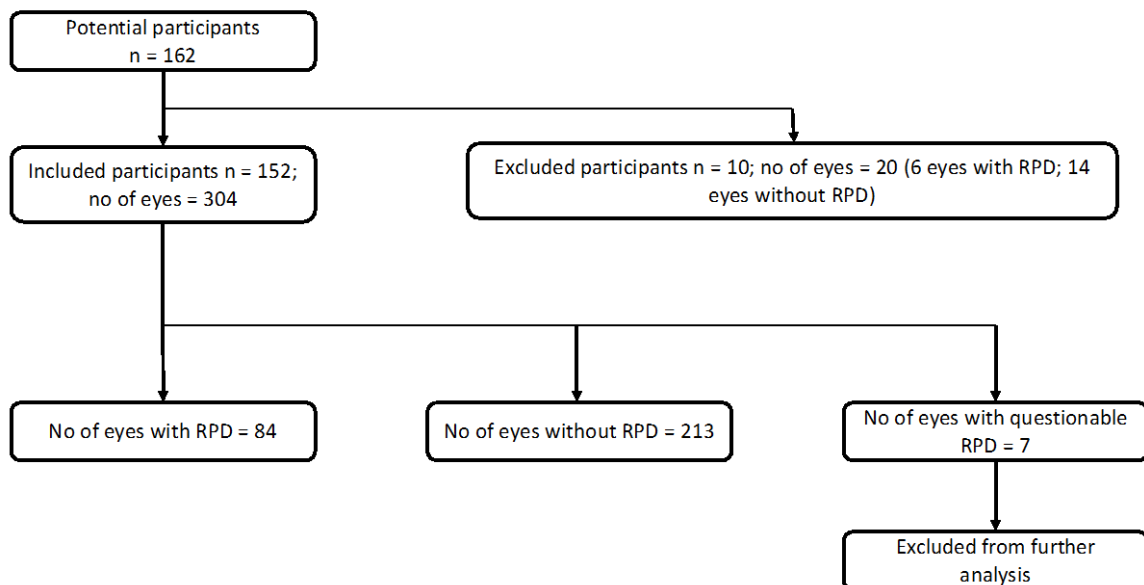 Potential participants
n = 162
Included participants n = 152;
no of eyes = 304
Excluded participants n = 10; no of eyes = 20 (6 eyes with RPD; 14
eyes without RPD)
No of eyes with RPD = 84
No of eyes without RPD = 213
No of eyes with questionable
RPD = 7
Excluded from further
analysis